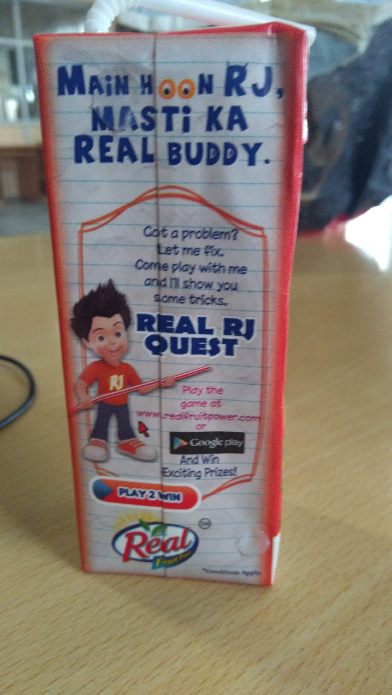 MAIN HOON RJ,
MASTI KA
REAL BUDDY.
Got a problem?
Let me fix.
Come play with me
and I'll show you
some tricks.
REAL RJ
QUEST
RJ
Play the
game at
www.realfruitpower.com
or
Google play
And Win
Exciting Prizes!
PLAY 2 WIN
Real
*Conditions Apply